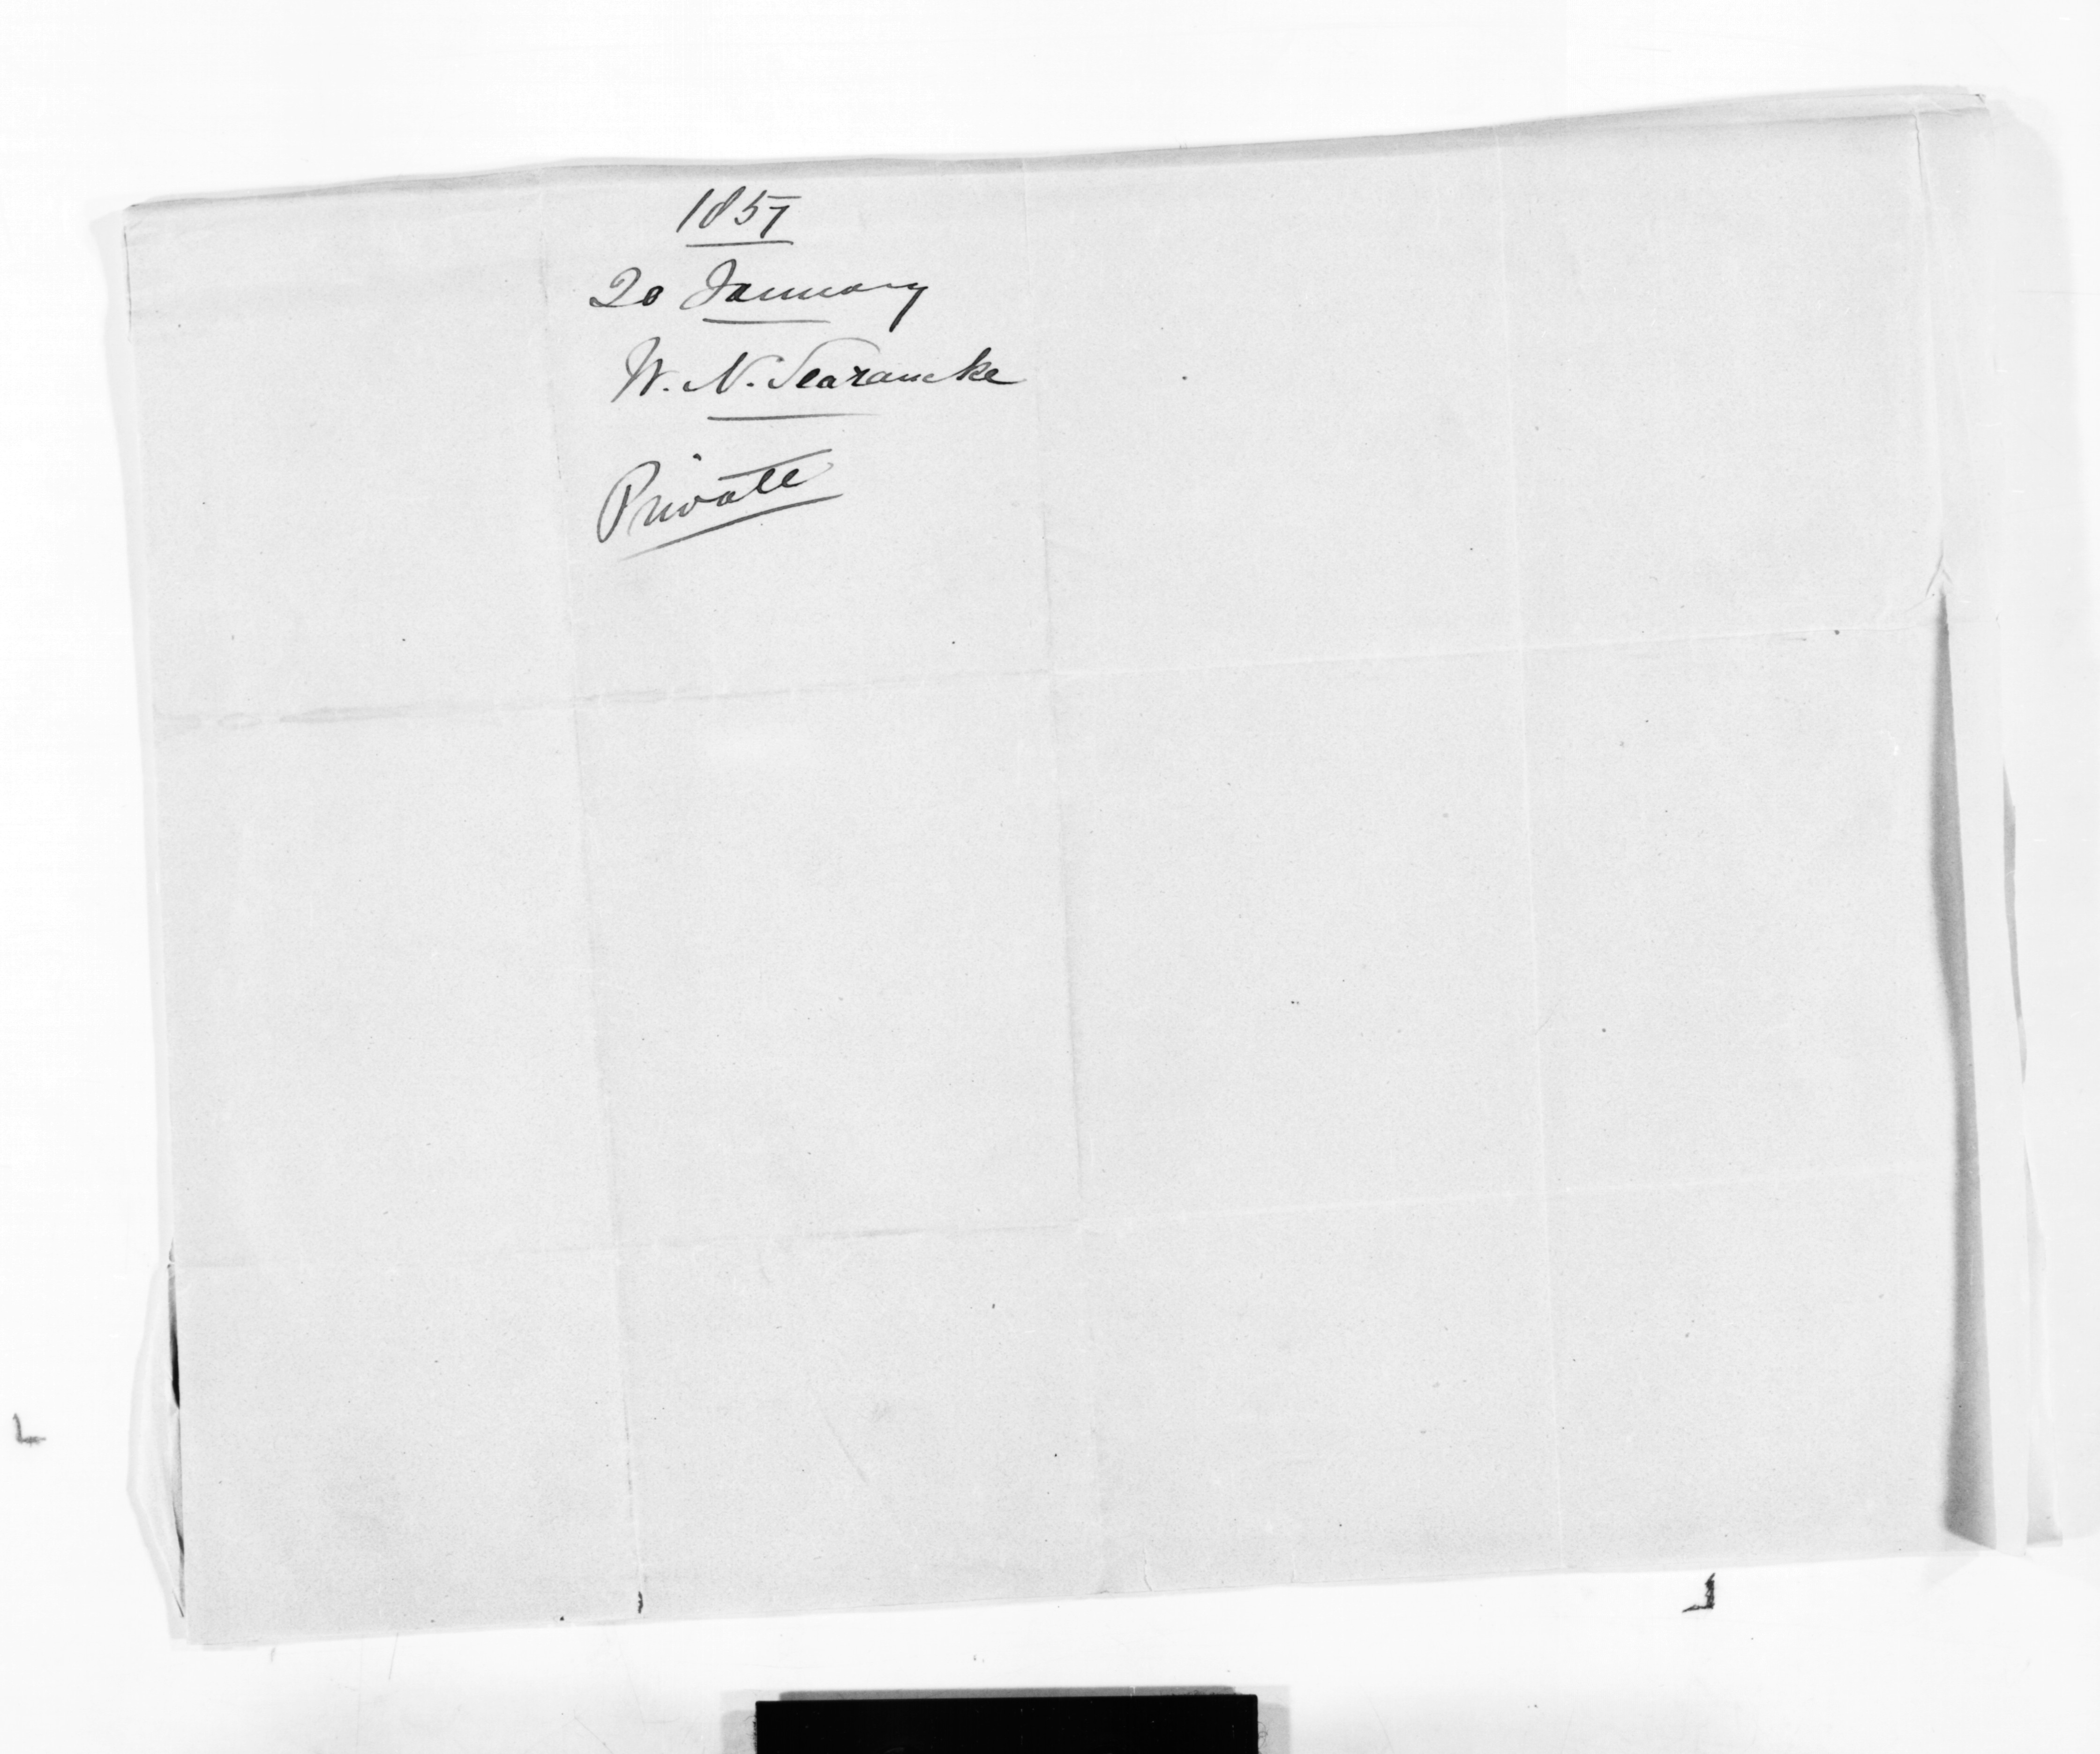 1857
20 January
W. N. Searancke
Private